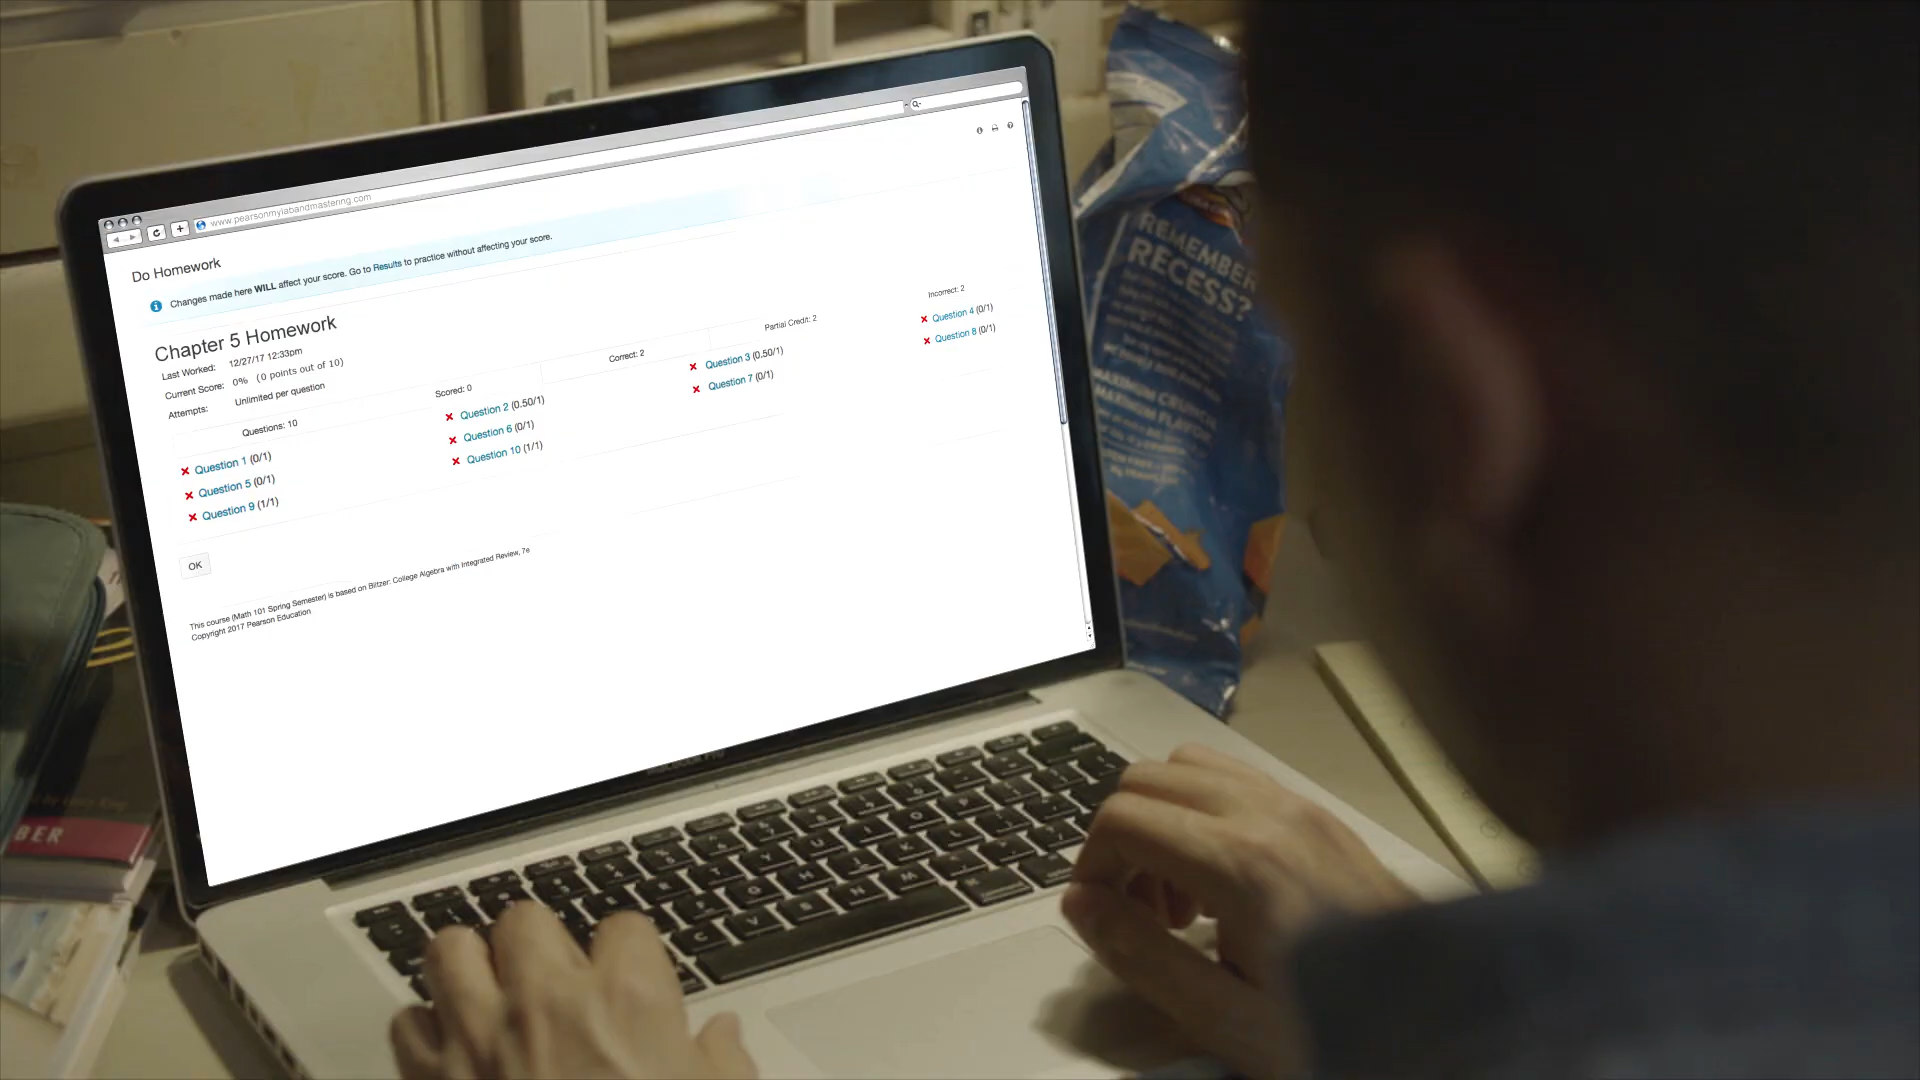 www.pearsonmylabandmastering.com
Do Homework
Changes made here WILL affect your score. Go to Results to practice without affecting your score.
Chapter 5 Homework
Last Worked: 12/27/17 12:33pm
Current Score: 0% (0 points out of 10)
Attempts: Unlimited per question
Questions: 10 Scored: 0 Correct: 2 Partial Credit: 2 Incorrect: 2
Question 1 (0/1) Question 2 (0.50/1) Question 3 (0.50/1) Question 4 (0/1)
Question 5 (0/1) Question 6 (0/1) Question 7 (0/1) Question 8 (0/1)
Question 9 (1/1) Question 10 (1/1)
OK
This course (Math 101 Spring Semester) is based on Blitzer: College Algebra with Integrated Review, 7e
Copyright 2017 Pearson Education
REMEMBER
RECESS?
MAXIMUM CRUNCH.
MAXIMUM FLAVOR.
BER